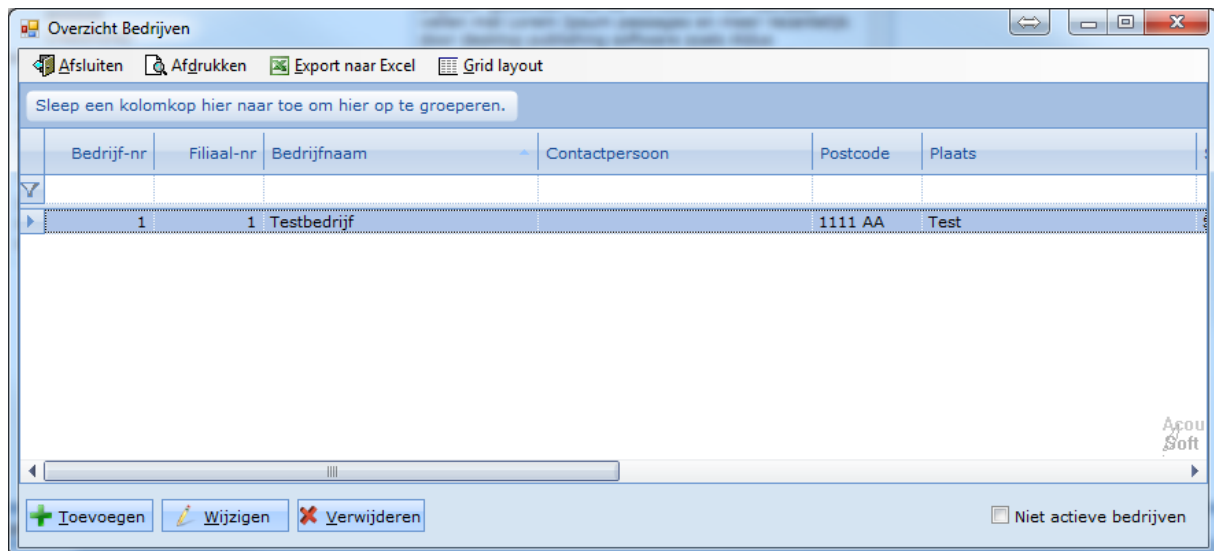 Overzicht Bedrijven
Afsluiten Afdrukken Export naar Excel Grid layout
Sleep een kolomkop hier naar toe om hier op te groeperen.
Bedrijf-nr Filiaal-nr Bedrijfnaam Contactpersoon Postcode Plaats
1 1 Testbedrijf 1111 AA Test
Acou
Soft
Toevoegen Wijzigen Verwijderen Niet actieve bedrijven